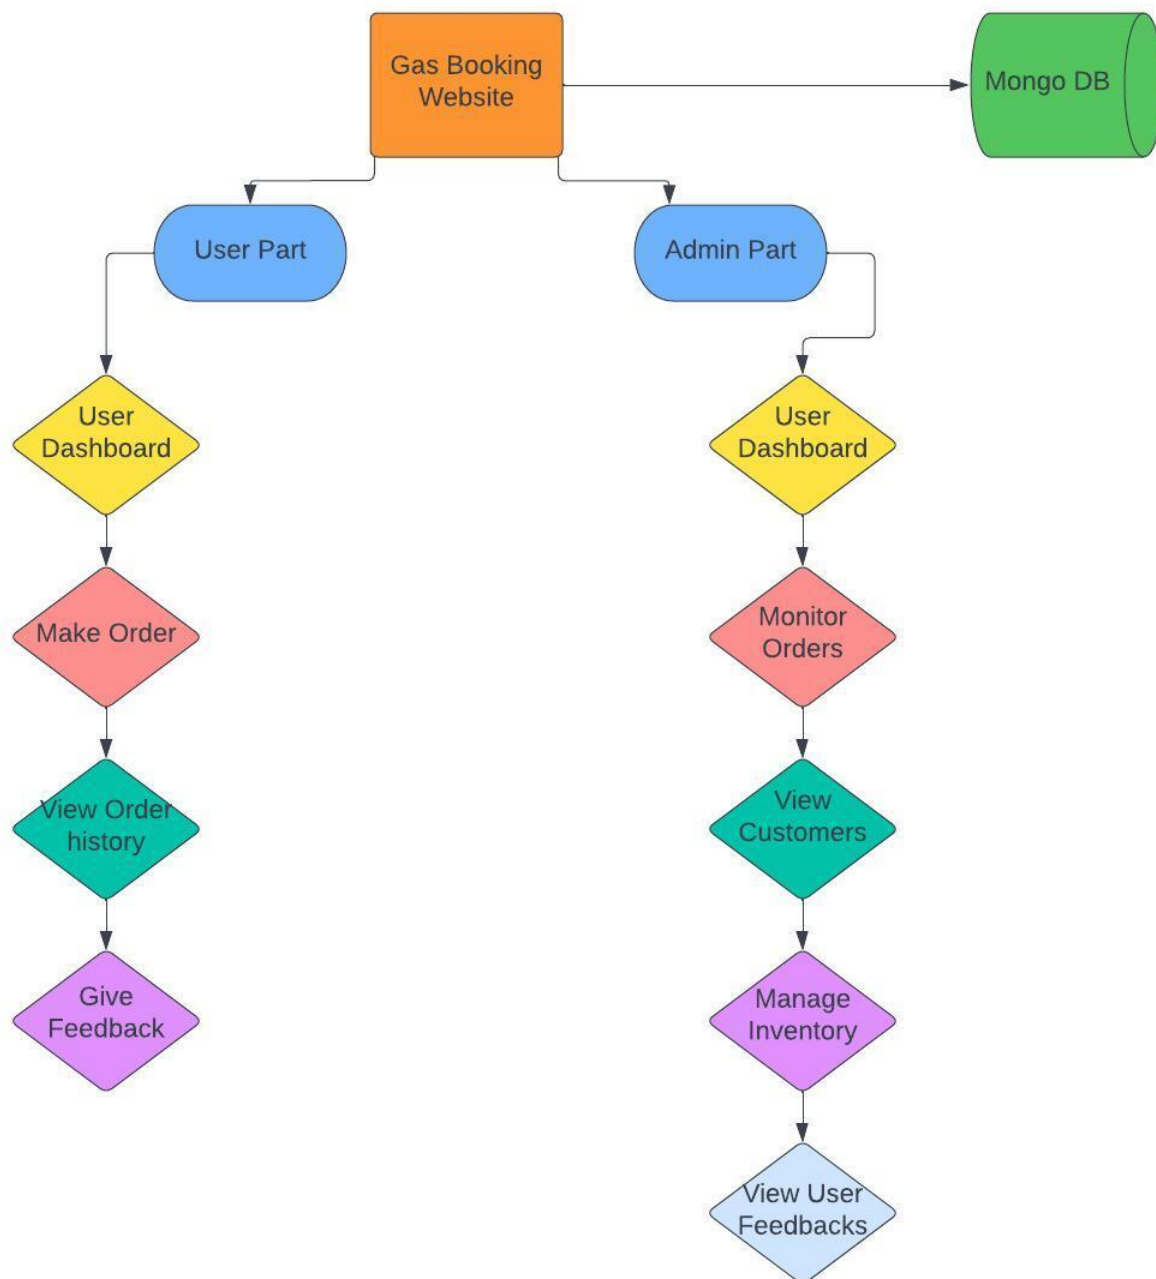 Gas Booking
Website
Mongo DB
User Part
Admin Part
User
Dashboard
User
Dashboard
Make Order
Monitor
Orders
View Order
history
View
Customers
Give
Feedback
Manage
Inventory
View User
Feedbacks